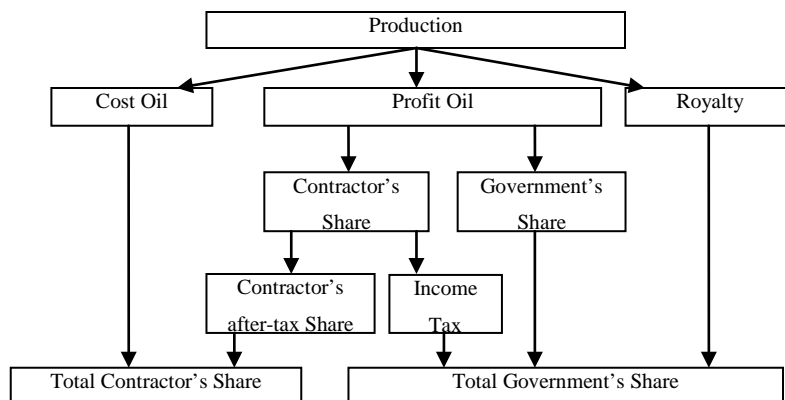 Production
Cost Oil
Profit Oil
Royalty
Contractor’s
Share
Government’s
Share
Contractor’s
after-tax Share
Income
Tax
Total Contractor’s Share
Total Government’s Share